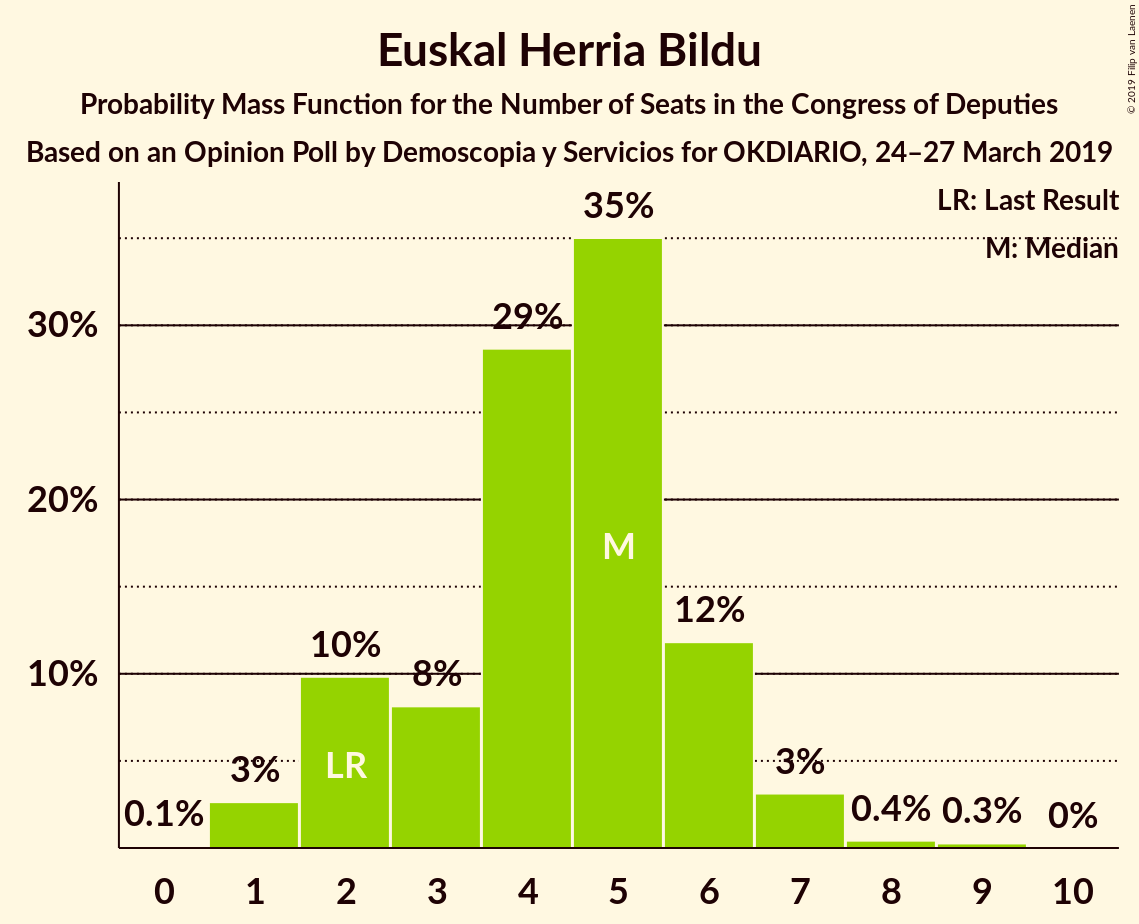 Euskal Herria Bildu
Probability Mass Function for the Number of Seats in the Congress of Deputies
Based on an Opinion Poll by Demoscopia y Servicios for OKDIARIO, 24–27 March 2019
© 2019 Filip van Laenen
LR: Last Result
M: Median
35%
30%
29%
20%
M
12%
10%
10%
8%
LR
3%
3%
0.1%
0.4%
0.3%
0%
0 1 2 3 4 5 6 7 8 9 10